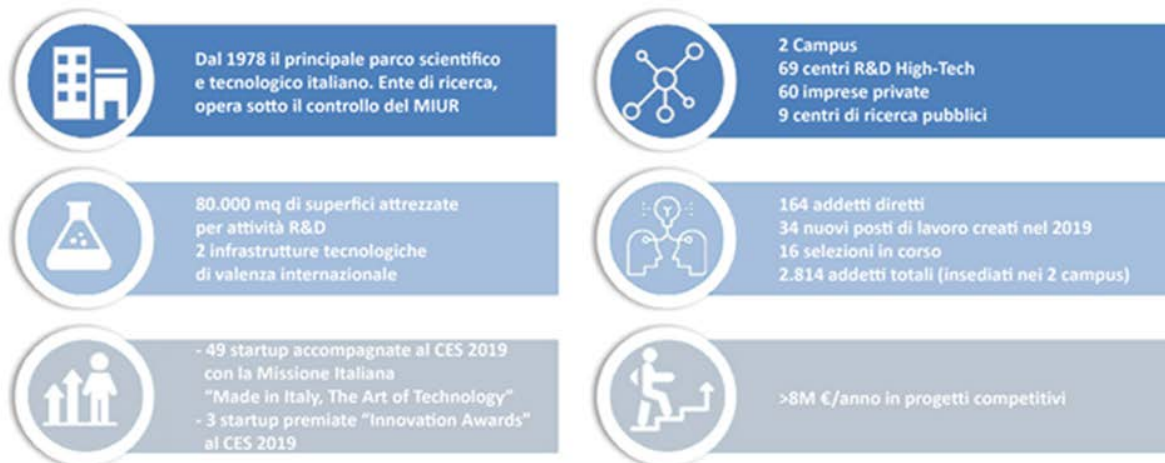 Dal 1978 il principale parco scientifico
e tecnologico italiano. Ente di ricerca,
opera sotto il controllo del MIUR
2 Campus
69 centri R&D High-Tech
60 imprese private
9 centri di ricerca pubblici
80.000 mq di superfici attrezzate
per attività R&D
2 infrastrutture tecnologiche
di valenza internazionale
164 addetti diretti
34 nuovi posti di lavoro creati nel 2019
16 selezioni in corso
2.814 addetti totali (insediati nei 2 campus)
- 49 startup accompagnate al CES 2019
con la Missione Italiana
“Made in Italy, The Art of Technology”
- 3 startup premiate “Innovation Awards”
al CES 2019
>8M €/anno in progetti competitivi